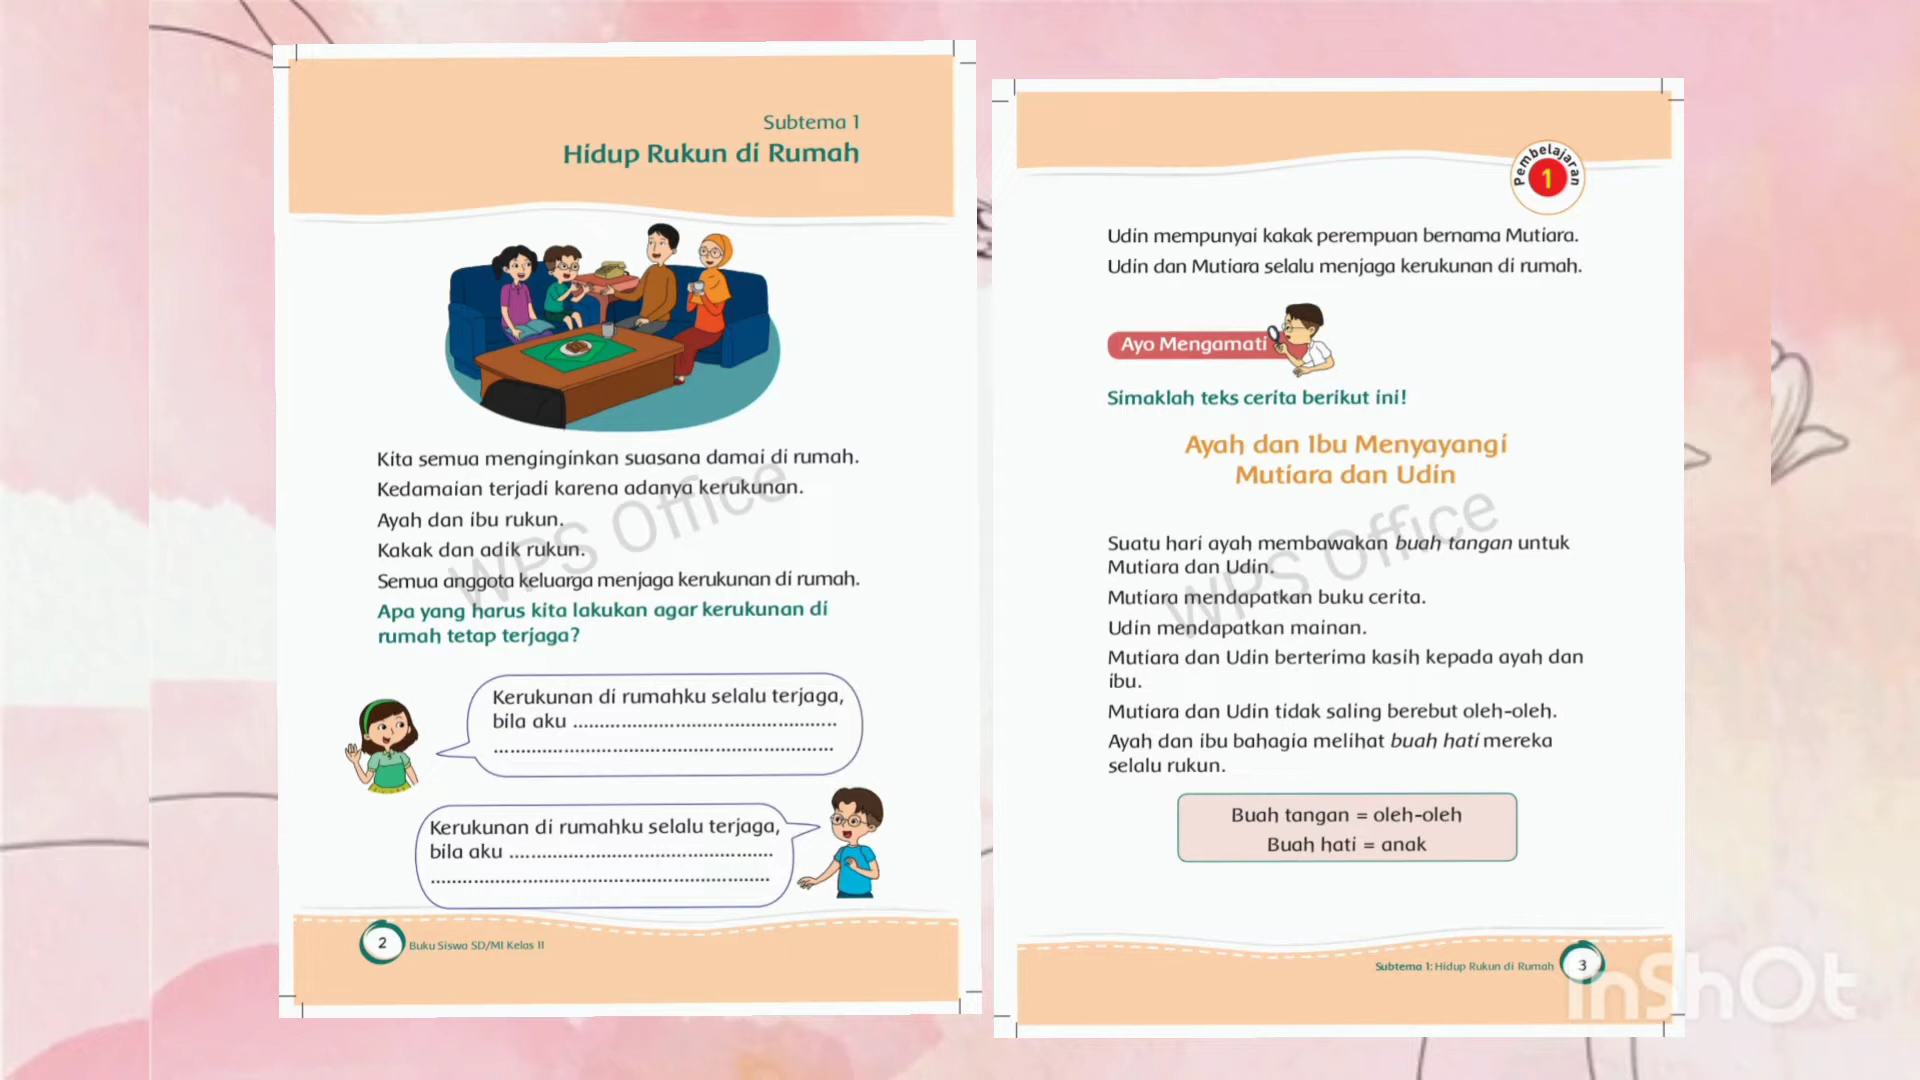 Subtema 1
Hidup Rukun di Rumah
Kita semua menginginkan suasana damai di rumah.
Kedamaian terjadi karena adanya kerukunan.
Ayah dan ibu rukun.
Kakak dan adik rukun.
Semua anggota keluarga menjaga kerukunan di rumah.
Apa yang harus kita lakukan agar kerukunan di
rumah tetap terjaga?
WPS Office
Kerukunan di rumahku selalu terjaga,
bila aku ................................................
..............................................................
Kerukunan di rumahku selalu terjaga,
bila aku ................................................
..............................................................
2
Buku Siswa SD/MI Kelas II
Pembelajaran
1
Udin mempunyai kakak perempuan bernama Mutiara.
Udin dan Mutiara selalu menjaga kerukunan di rumah.
Ayo Mengamati
Simaklah teks cerita berikut ini!
Ayah dan Ibu Menyayangi
Mutiara dan Udin
Suatu hari ayah membawakan buah tangan untuk
Mutiara dan Udin.
Mutiara mendapatkan buku cerita.
Udin mendapatkan mainan.
Mutiara dan Udin berterima kasih kepada ayah dan
ibu.
Mutiara dan Udin tidak saling berebut oleh-oleh.
Ayah dan ibu bahagia melihat buah hati mereka
selalu rukun.
WPS Office
Buah tangan = oleh-oleh
Buah hati = anak
Subtema 1: Hidup Rukun di Rumah
3
InShOt